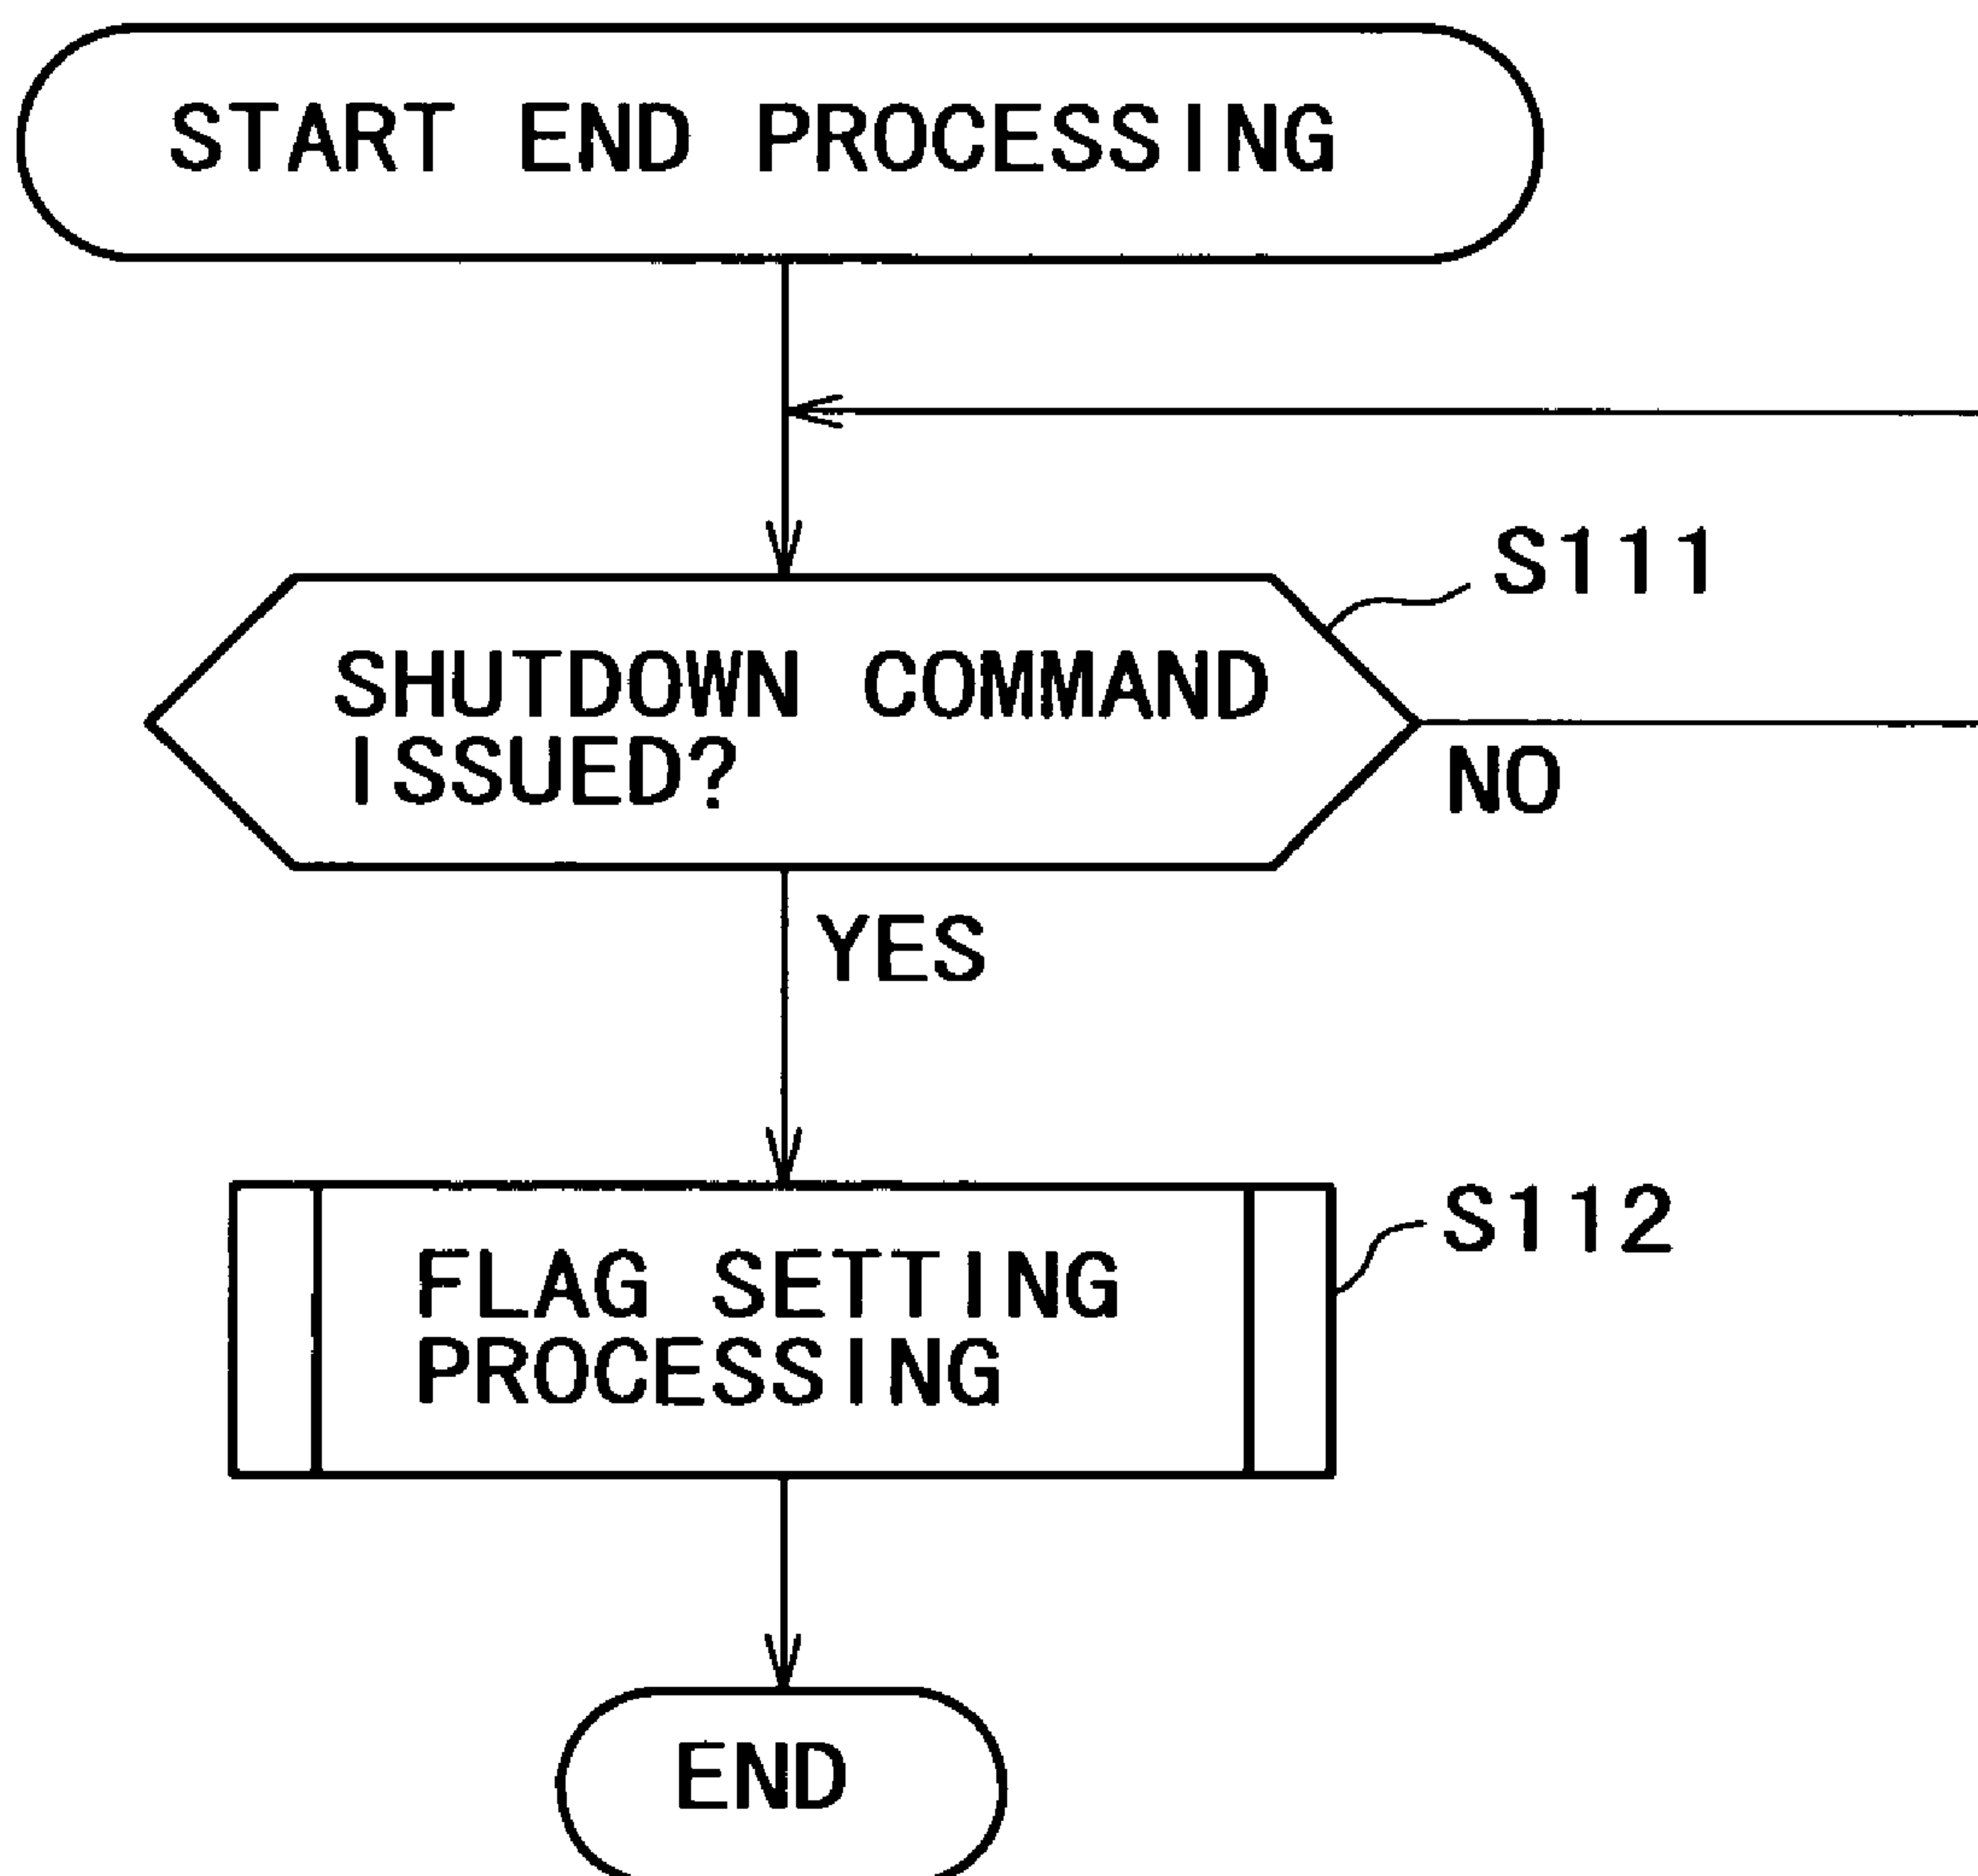 START END PROCESSING
S111
SHUTDOWN COMMAND
ISSUED?
NO
YES
S112
FLAG SETTING
PROCESSING
END